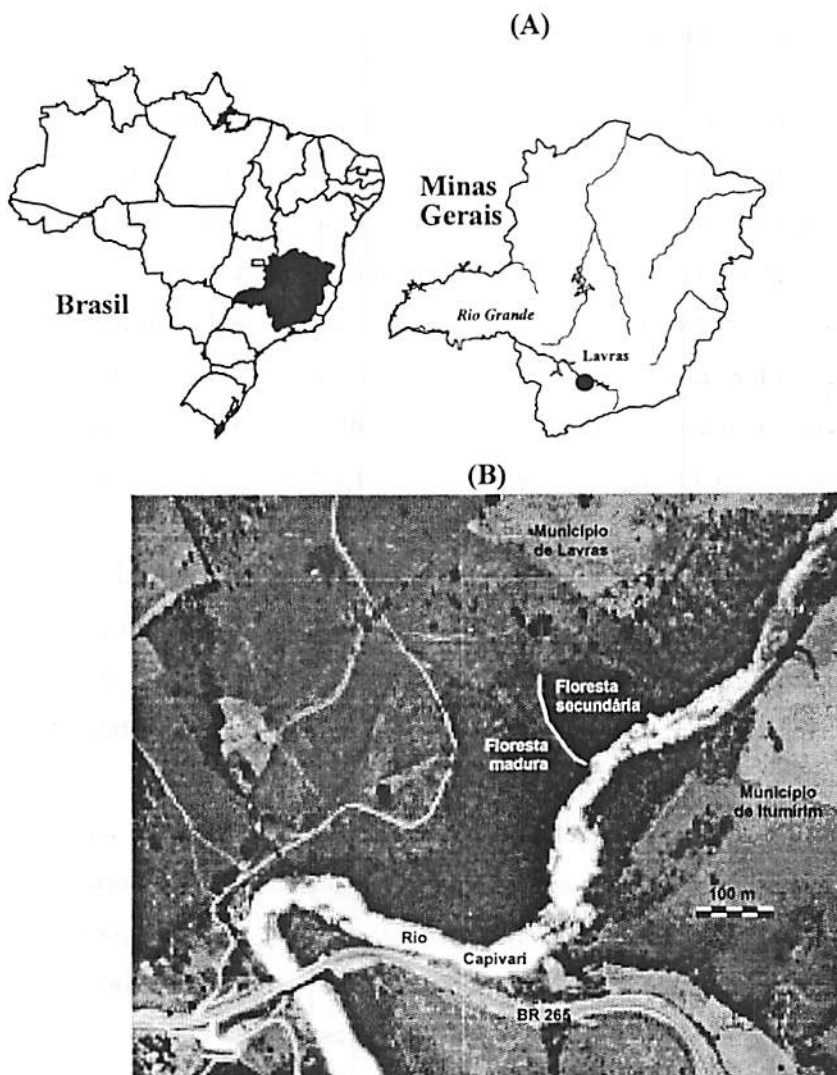 (A)
Minas
Gerais
Brasil
Rio Grande
Lavras
(B)
Município
de Lavras
Floresta
secundária
Floresta
madura
Município
de Itumirim
100 m
Rio
Capivari
BR 265